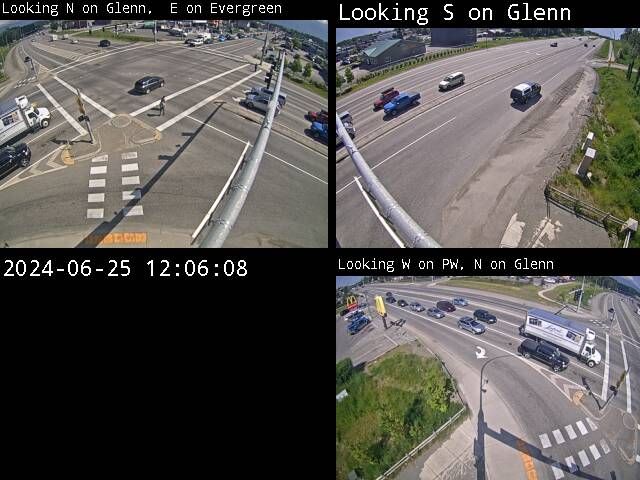 Looking N on Glenn,  E on Evergreen
Looking S on Glenn
2024-06-25 12:06:08
Looking W on PW, N on Glenn